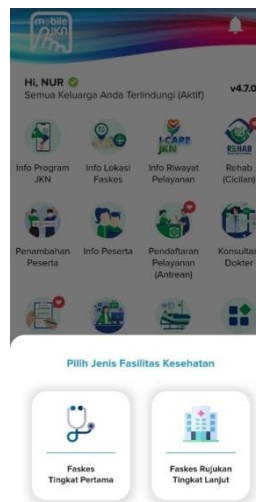 mobile
JKN
Hi, NUR
Semua Keluarga Anda Terlindungi (Aktif)
v4.7.0
Info Program
JKN
Info Lokasi
Faskes
I-CARE
JKN
Info Riwayat
Pelayanan
REHAB
Rehab
(Cicilan)
Penambahan
Peserta
Info Peserta
Pendaftaran
Pelayanan
(Antrean)
Konsultasi
Dokter
Pilih Jenis Fasilitas Kesehatan
Faskes
Tingkat Pertama
Faskes Rujukan
Tingkat Lanjut